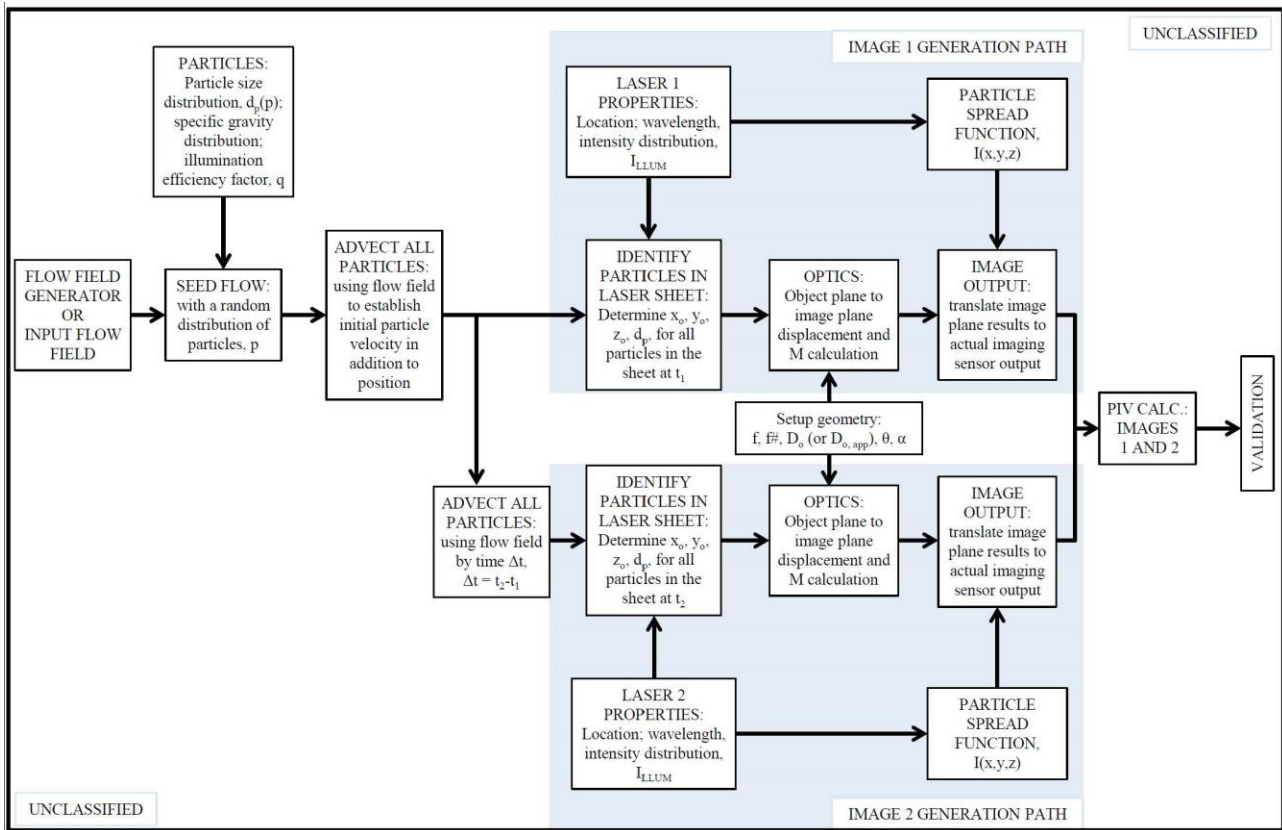 UNCLASSIFIED
IMAGE 1 GENERATION PATH
PARTICLES:
Particle size
distribution, dₚ(p);
specific gravity
distribution;
illumination
efficiency factor, q
LASER 1
PROPERTIES:
Location; wavelength,
intensity distribution,
I_LLUM
PARTICLE
SPREAD
FUNCTION,
I(x,y,z)
FLOW FIELD
GENERATOR
OR
INPUT FLOW
FIELD
SEED FLOW:
with a random
distribution of
particles, p
ADVECT ALL
PARTICLES:
using flow field
to establish
initial particle
velocity in
addition to
position
IDENTIFY
PARTICLES IN
LASER SHEET:
Determine xₒ, yₒ,
zₒ, dₚ, for all
particles in the
sheet at t₁
OPTICS:
Object plane to
image plane
displacement and
M calculation
IMAGE
OUTPUT:
translate image
plane results to
actual imaging
sensor output
Setup geometry:
f, f#, Dₒ (or Dₒ, ₐₚₚ), θ, α
PIV CALC.:
IMAGES
1 AND 2
VALIDATION
ADVECT ALL
PARTICLES:
using flow field
by time Δt,
Δt = t₂-t₁
IDENTIFY
PARTICLES IN
LASER SHEET:
Determine xₒ, yₒ,
zₒ, dₚ, for all
particles in the
sheet at t₂
OPTICS:
Object plane to
image plane
displacement and
M calculation
IMAGE
OUTPUT:
translate image
plane results to
actual imaging
sensor output
LASER 2
PROPERTIES:
Location; wavelength,
intensity distribution,
I_LLUM
PARTICLE
SPREAD
FUNCTION,
I(x,y,z)
UNCLASSIFIED
IMAGE 2 GENERATION PATH